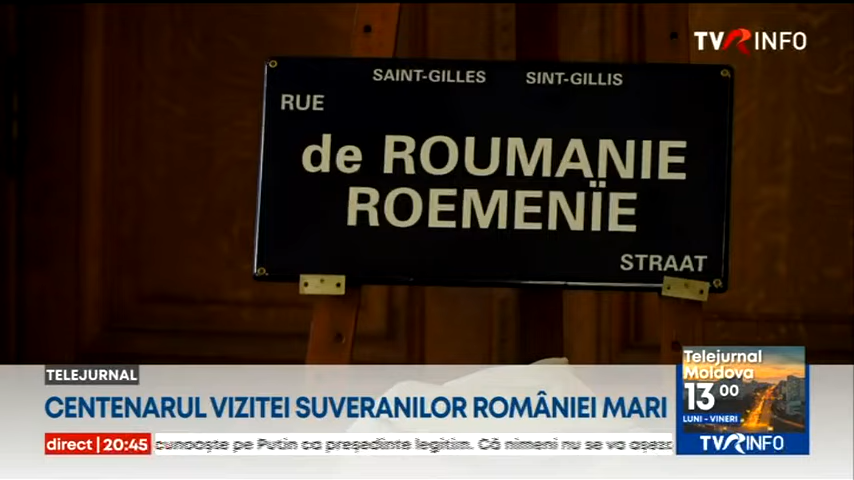 TVR INFO
SAINT-GILLES SINT-GILLIS
RUE
de ROUMANIE
ROEMENIË
STRAAT
TELEJURNAL
CENTENARUL VIZITEI SUVERANILOR ROMÂNIEI MARI
direct | 20:45
cunoaște pe Putin ca președinte legitim. Că nimeni nu se va așeza
Telejurnal
Moldova
13 00
LUNI - VINERI
TVR INFO